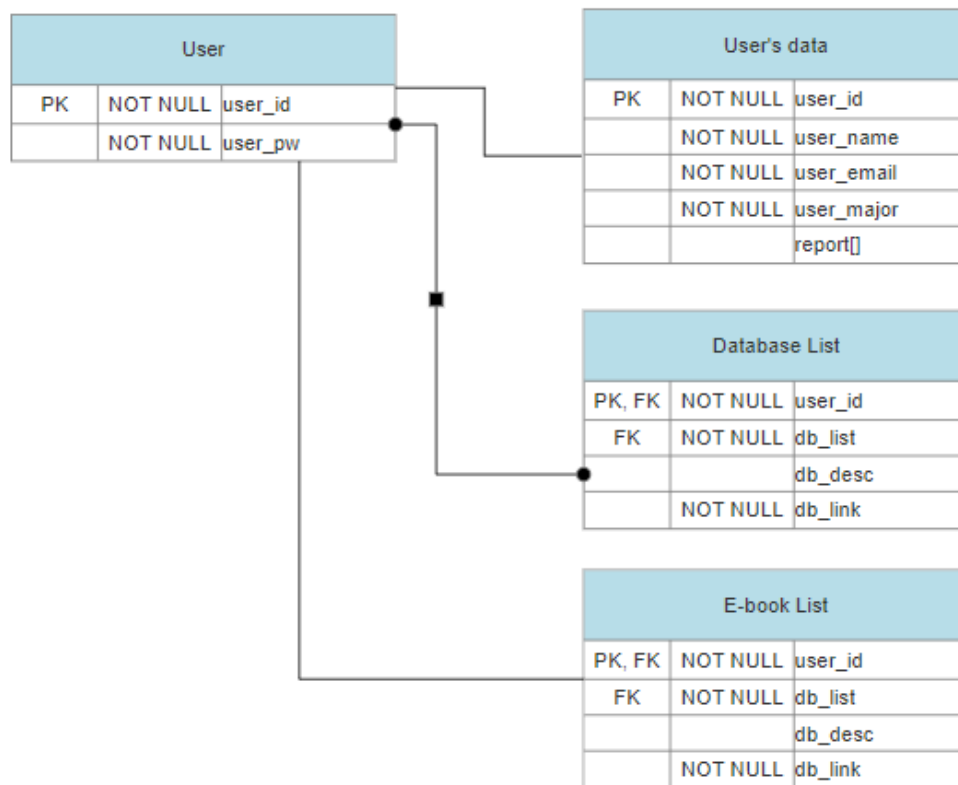 User
PK NOT NULL user_id
NOT NULL user_pw
User's data
PK NOT NULL user_id
NOT NULL user_name
NOT NULL user_email
NOT NULL user_major
report[]
Database List
PK, FK NOT NULL user_id
FK NOT NULL db_list
db_desc
NOT NULL db_link
E-book List
PK, FK NOT NULL user_id
FK NOT NULL db_list
db_desc
NOT NULL db_link